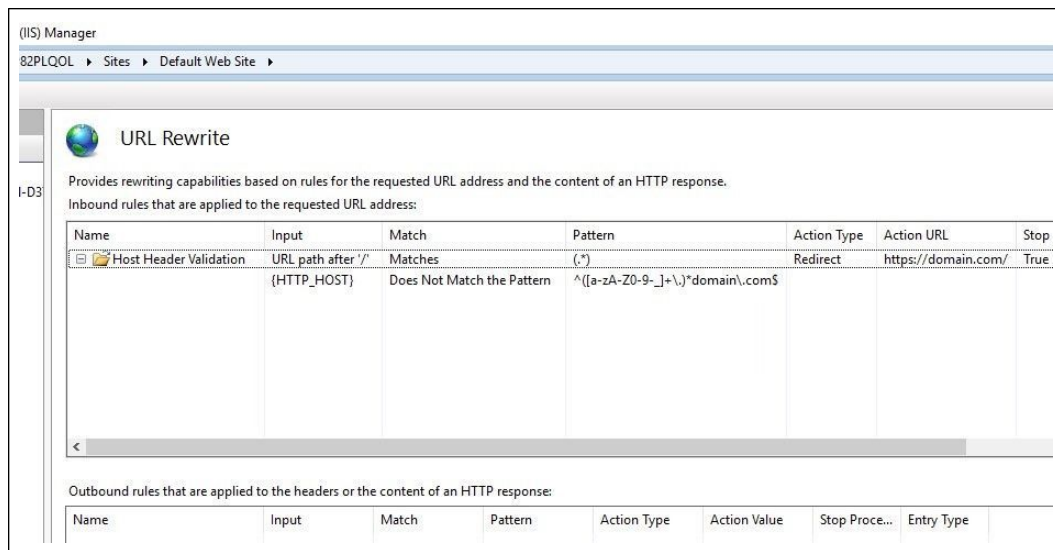 (IIS) Manager
82PLQOL ▸ Sites ▸ Default Web Site ▸
URL Rewrite
I-D3
Provides rewriting capabilities based on rules for the requested URL address and the content of an HTTP response.
Inbound rules that are applied to the requested URL address:
Name Input Match Pattern Action Type Action URL Stop
Host Header Validation URL path after '/' Matches (.*) Redirect https://domain.com/ True
{HTTP_HOST} Does Not Match the Pattern ^([a-zA-Z0-9-_]+\.)*domain\.com$
Outbound rules that are applied to the headers or the content of an HTTP response:
Name Input Match Pattern Action Type Action Value Stop Proce... Entry Type